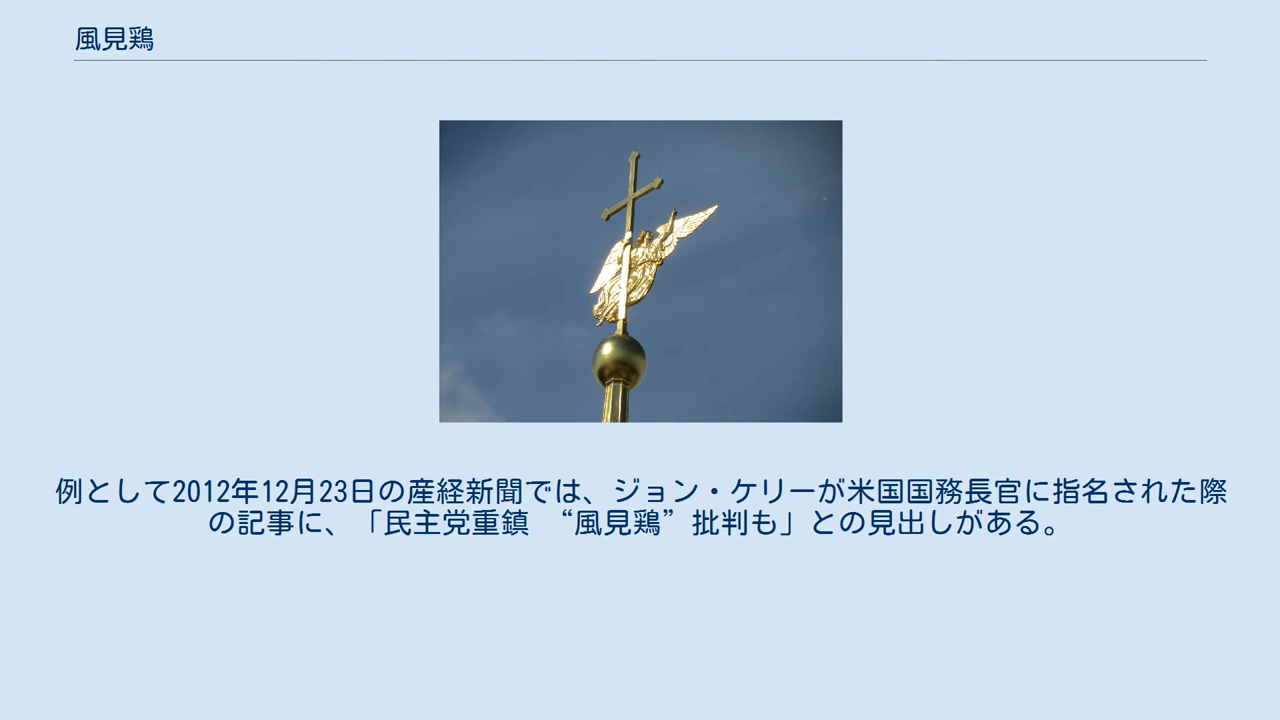 風見鶏
例として2012年12月23日の産経新聞では、ジョン・ケリーが米国国務長官に指名された際
の記事に、「民主党重鎮　“風見鶏”批判も」との見出しがある。